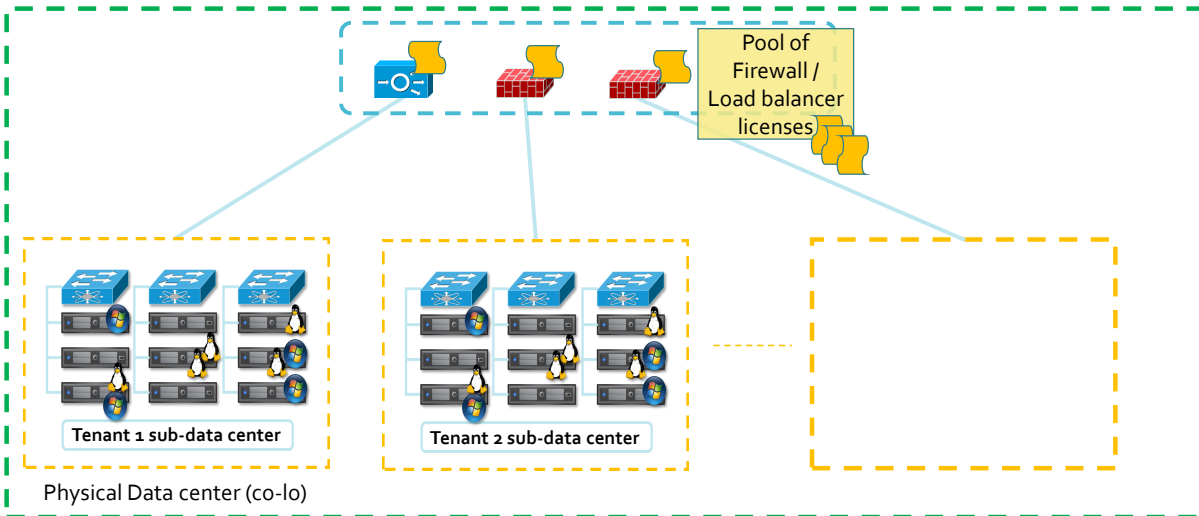 Pool of
Firewall /
Load balancer
licenses
Tenant 1 sub-data center
Tenant 2 sub-data center
Physical Data center (co-lo)